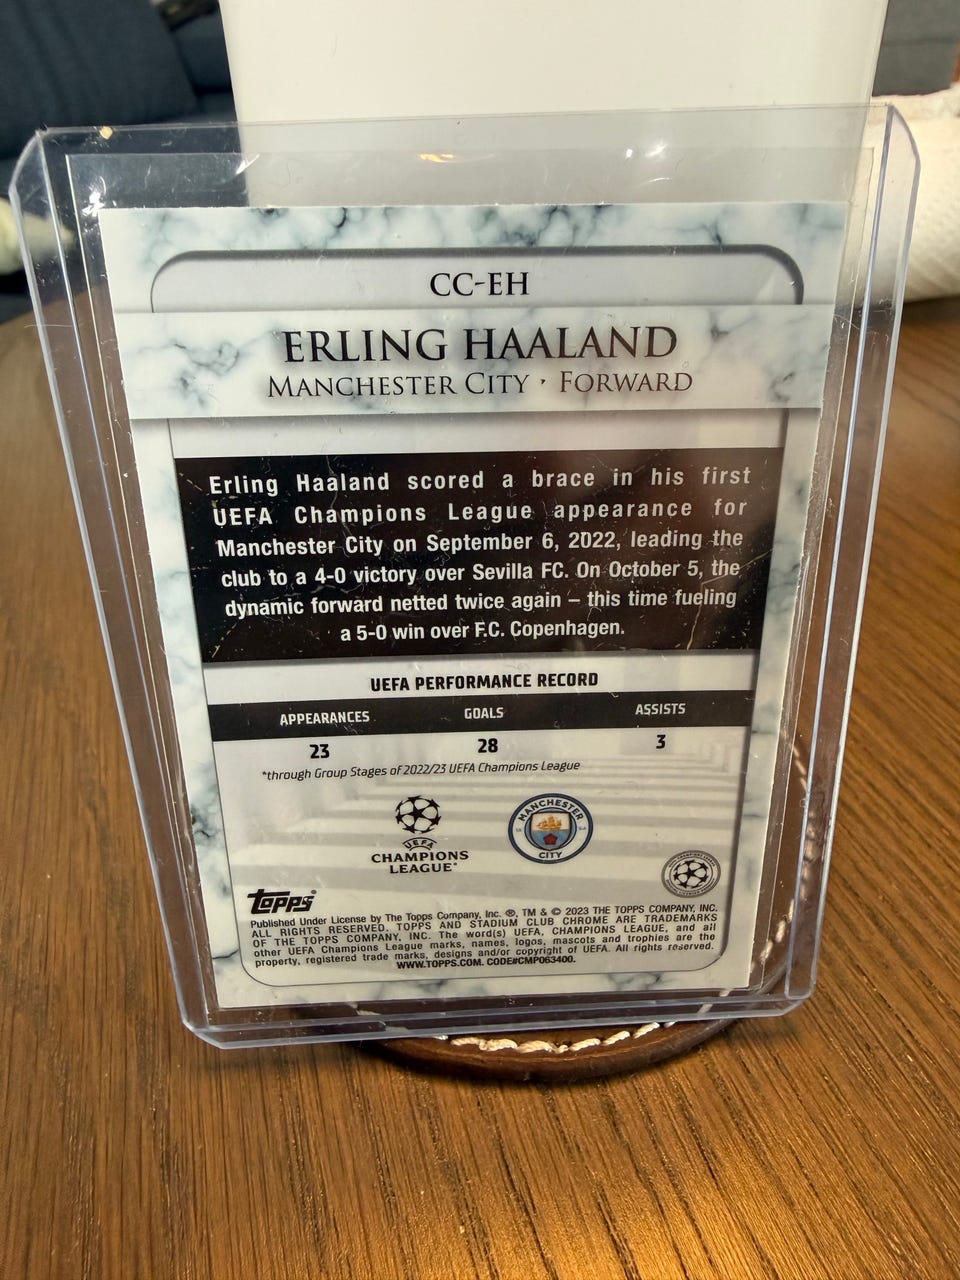 CC-EH
ERLING HAALAND
MANCHESTER CITY · FORWARD
Erling Haaland scored a brace in his first
UEFA Champions League appearance for
Manchester City on September 6, 2022, leading the
club to a 4-0 victory over Sevilla FC. On October 5, the
dynamic forward netted twice again – this time fueling
a 5-0 win over F.C. Copenhagen.
UEFA PERFORMANCE RECORD
APPEARANCES GOALS ASSISTS
23 28 3
*through Group Stages of 2022/23 UEFA Champions League
UEFA
CHAMPIONS
LEAGUE®
MANCHESTER
CITY
Topps®
Published Under License by The Topps Company, Inc. ®, TM & © 2023 THE TOPPS COMPANY, INC.
ALL RIGHTS RESERVED. TOPPS AND STADIUM CLUB CHROME ARE TRADEMARKS
OF THE TOPPS COMPANY, INC. The word(s) UEFA, CHAMPIONS LEAGUE, and all
other UEFA Champions League marks, names, logos, mascots and trophies are the
property, registered trade marks, designs and/or copyright of UEFA. All rights reserved.
WWW.TOPPS.COM. CODE#CMP063400.